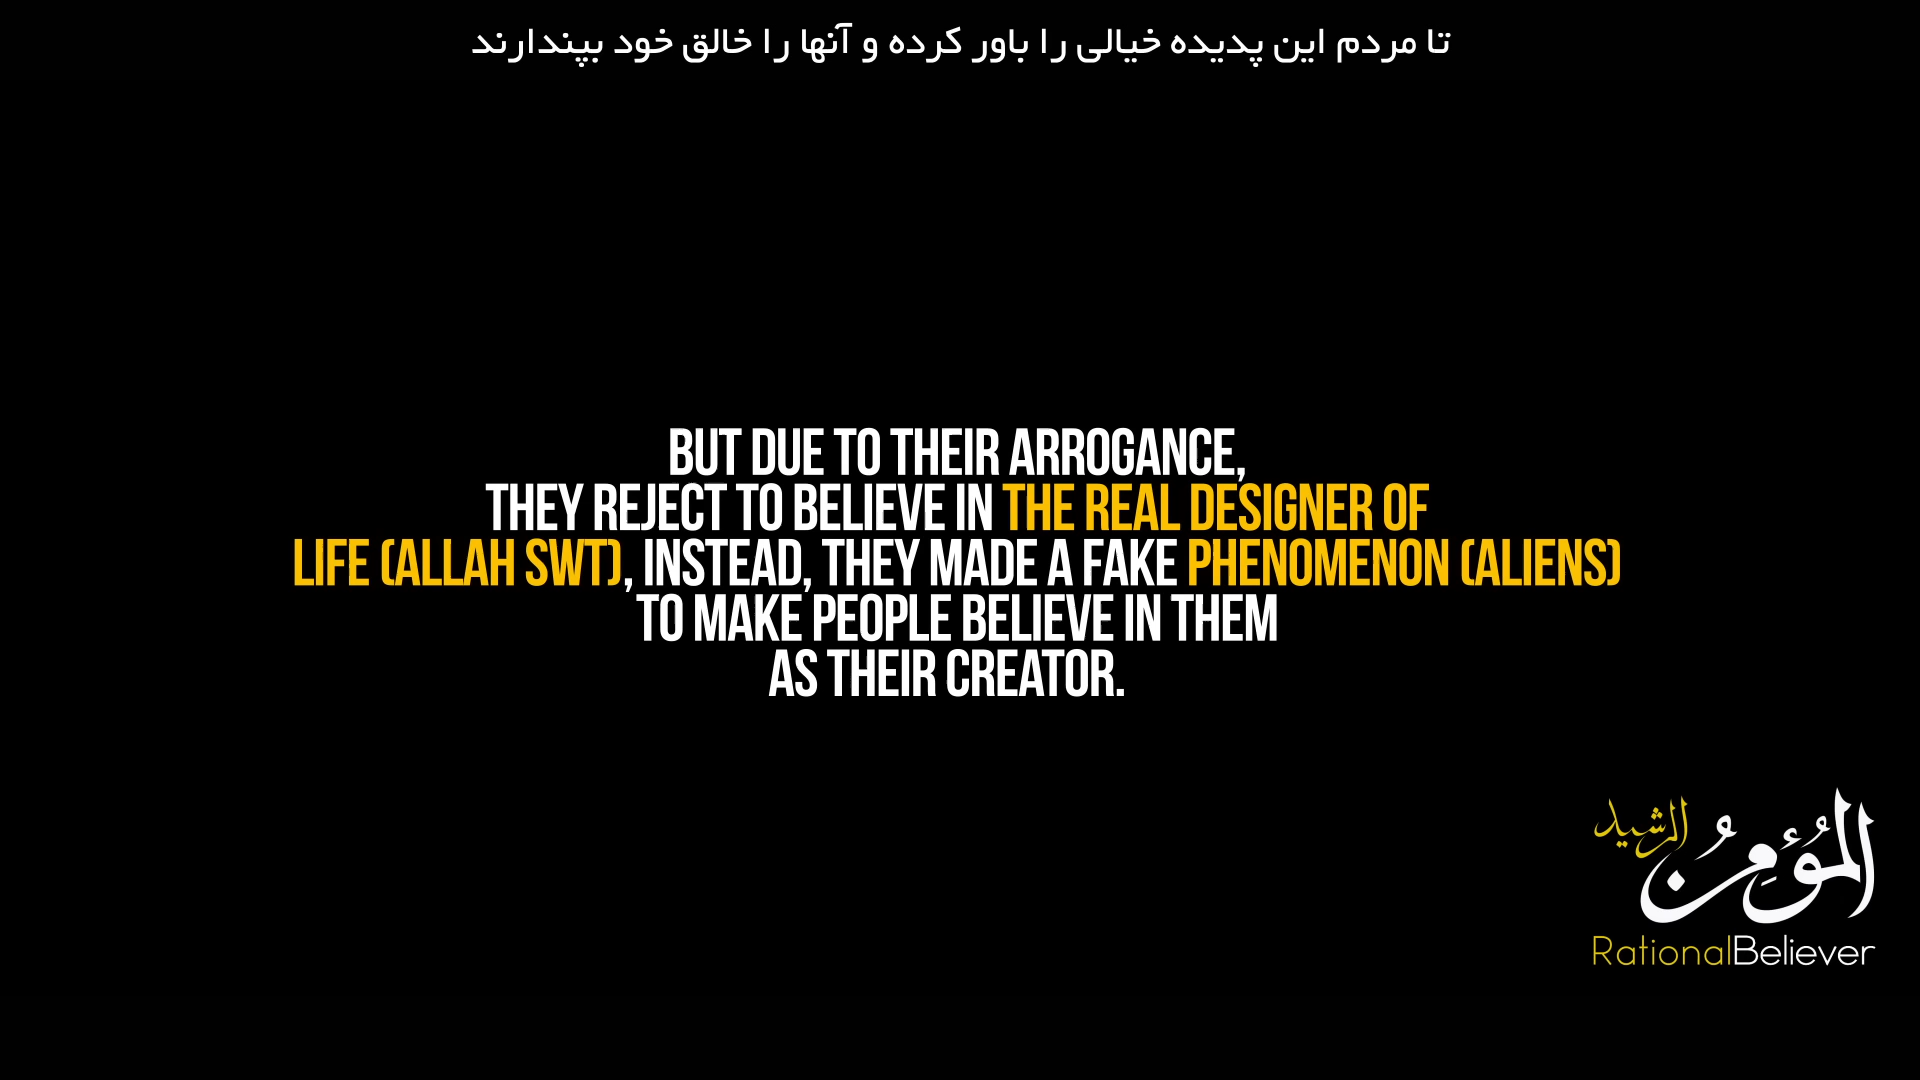 تا مردم این پدیده خیالی را باور کرده و آنها را خالق خود بپندارند
BUT DUE TO THEIR ARROGANCE,
THEY REJECT TO BELIEVE IN THE REAL DESIGNER OF
LIFE (ALLAH SWT), INSTEAD, THEY MADE A FAKE PHENOMENON (ALIENS)
TO MAKE PEOPLE BELIEVE IN THEM
AS THEIR CREATOR.
المُؤمِنُ الرشيد
RationalBeliever